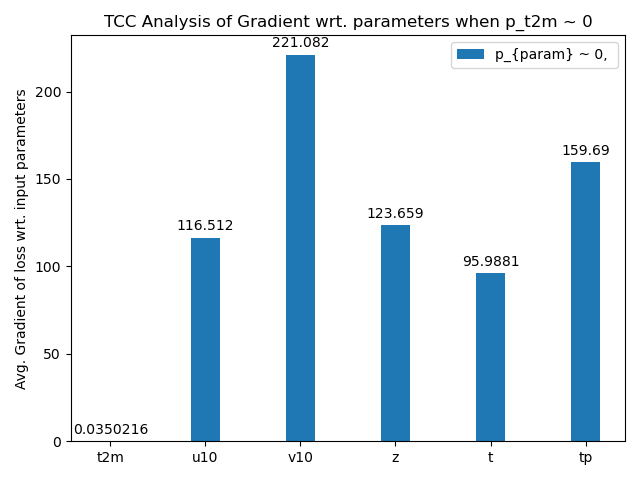 TCC Analysis of Gradient wrt. parameters when p_t2m ~ 0
p_{param} ~ 0,
Avg. Gradient of loss wrt. input parameters
200
150
100
50
0
0.0350216
116.512
221.082
123.659
95.9881
159.69
t2m
u10
v10
z
t
tp